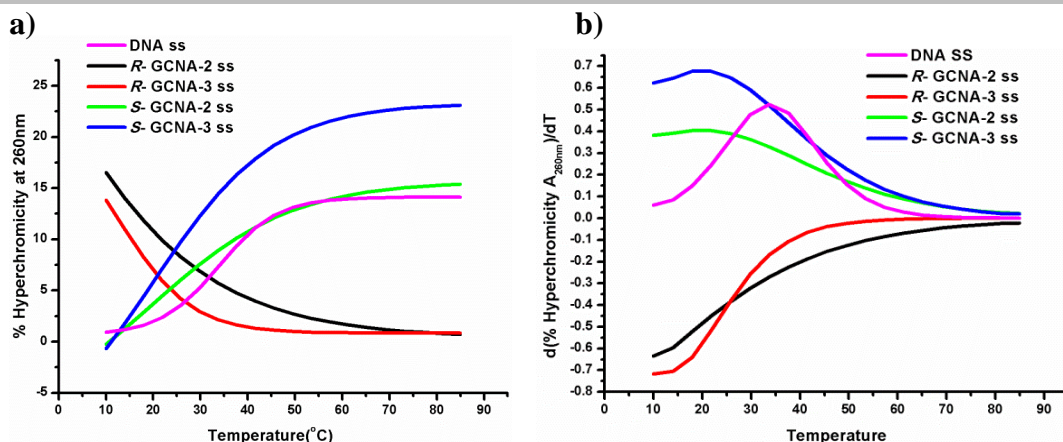 a)
DNA ss
R- GCNA-2 ss
R- GCNA-3 ss
S- GCNA-2 ss
S- GCNA-3 ss
% Hyperchromicity at 260nm
25
20
15
10
5
0
-5
0 10 20 30 40 50 60 70 80 90
Temperature(°C)
b)
DNA SS
R- GCNA-2 ss
R- GCNA-3 ss
S- GCNA-2 ss
S- GCNA-3 ss
d(% Hyperchromicity A260nm)/dT
0.7
0.6
0.5
0.4
0.3
0.2
0.1
0.0
-0.1
-0.2
-0.3
-0.4
-0.5
-0.6
-0.7
-0.8
0 10 20 30 40 50 60 70 80 90
Temperature